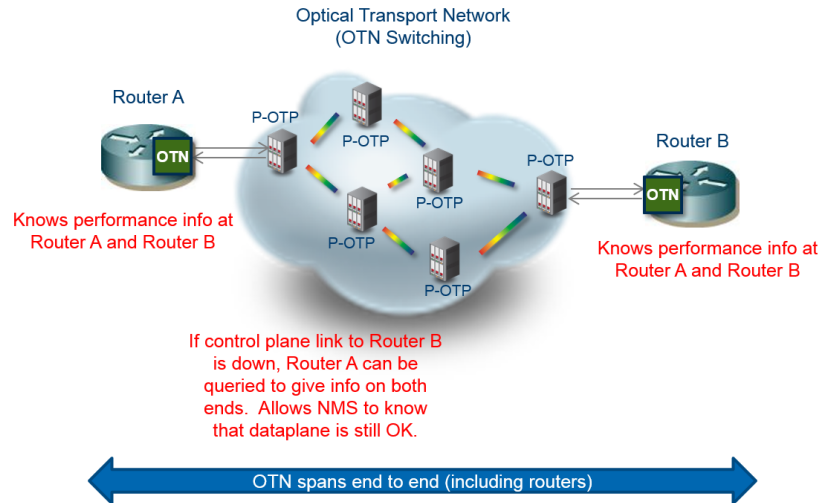 Optical Transport Network
(OTN Switching)
Router A
P-OTP
P-OTP
Router B
OTN
P-OTP
P-OTP
OTN
Knows performance info at
Router A and Router B
P-OTP
Knows performance info at
Router A and Router B
P-OTP
If control plane link to Router B
is down, Router A can be
queried to give info on both
ends. Allows NMS to know
that dataplane is still OK.
OTN spans end to end (including routers)